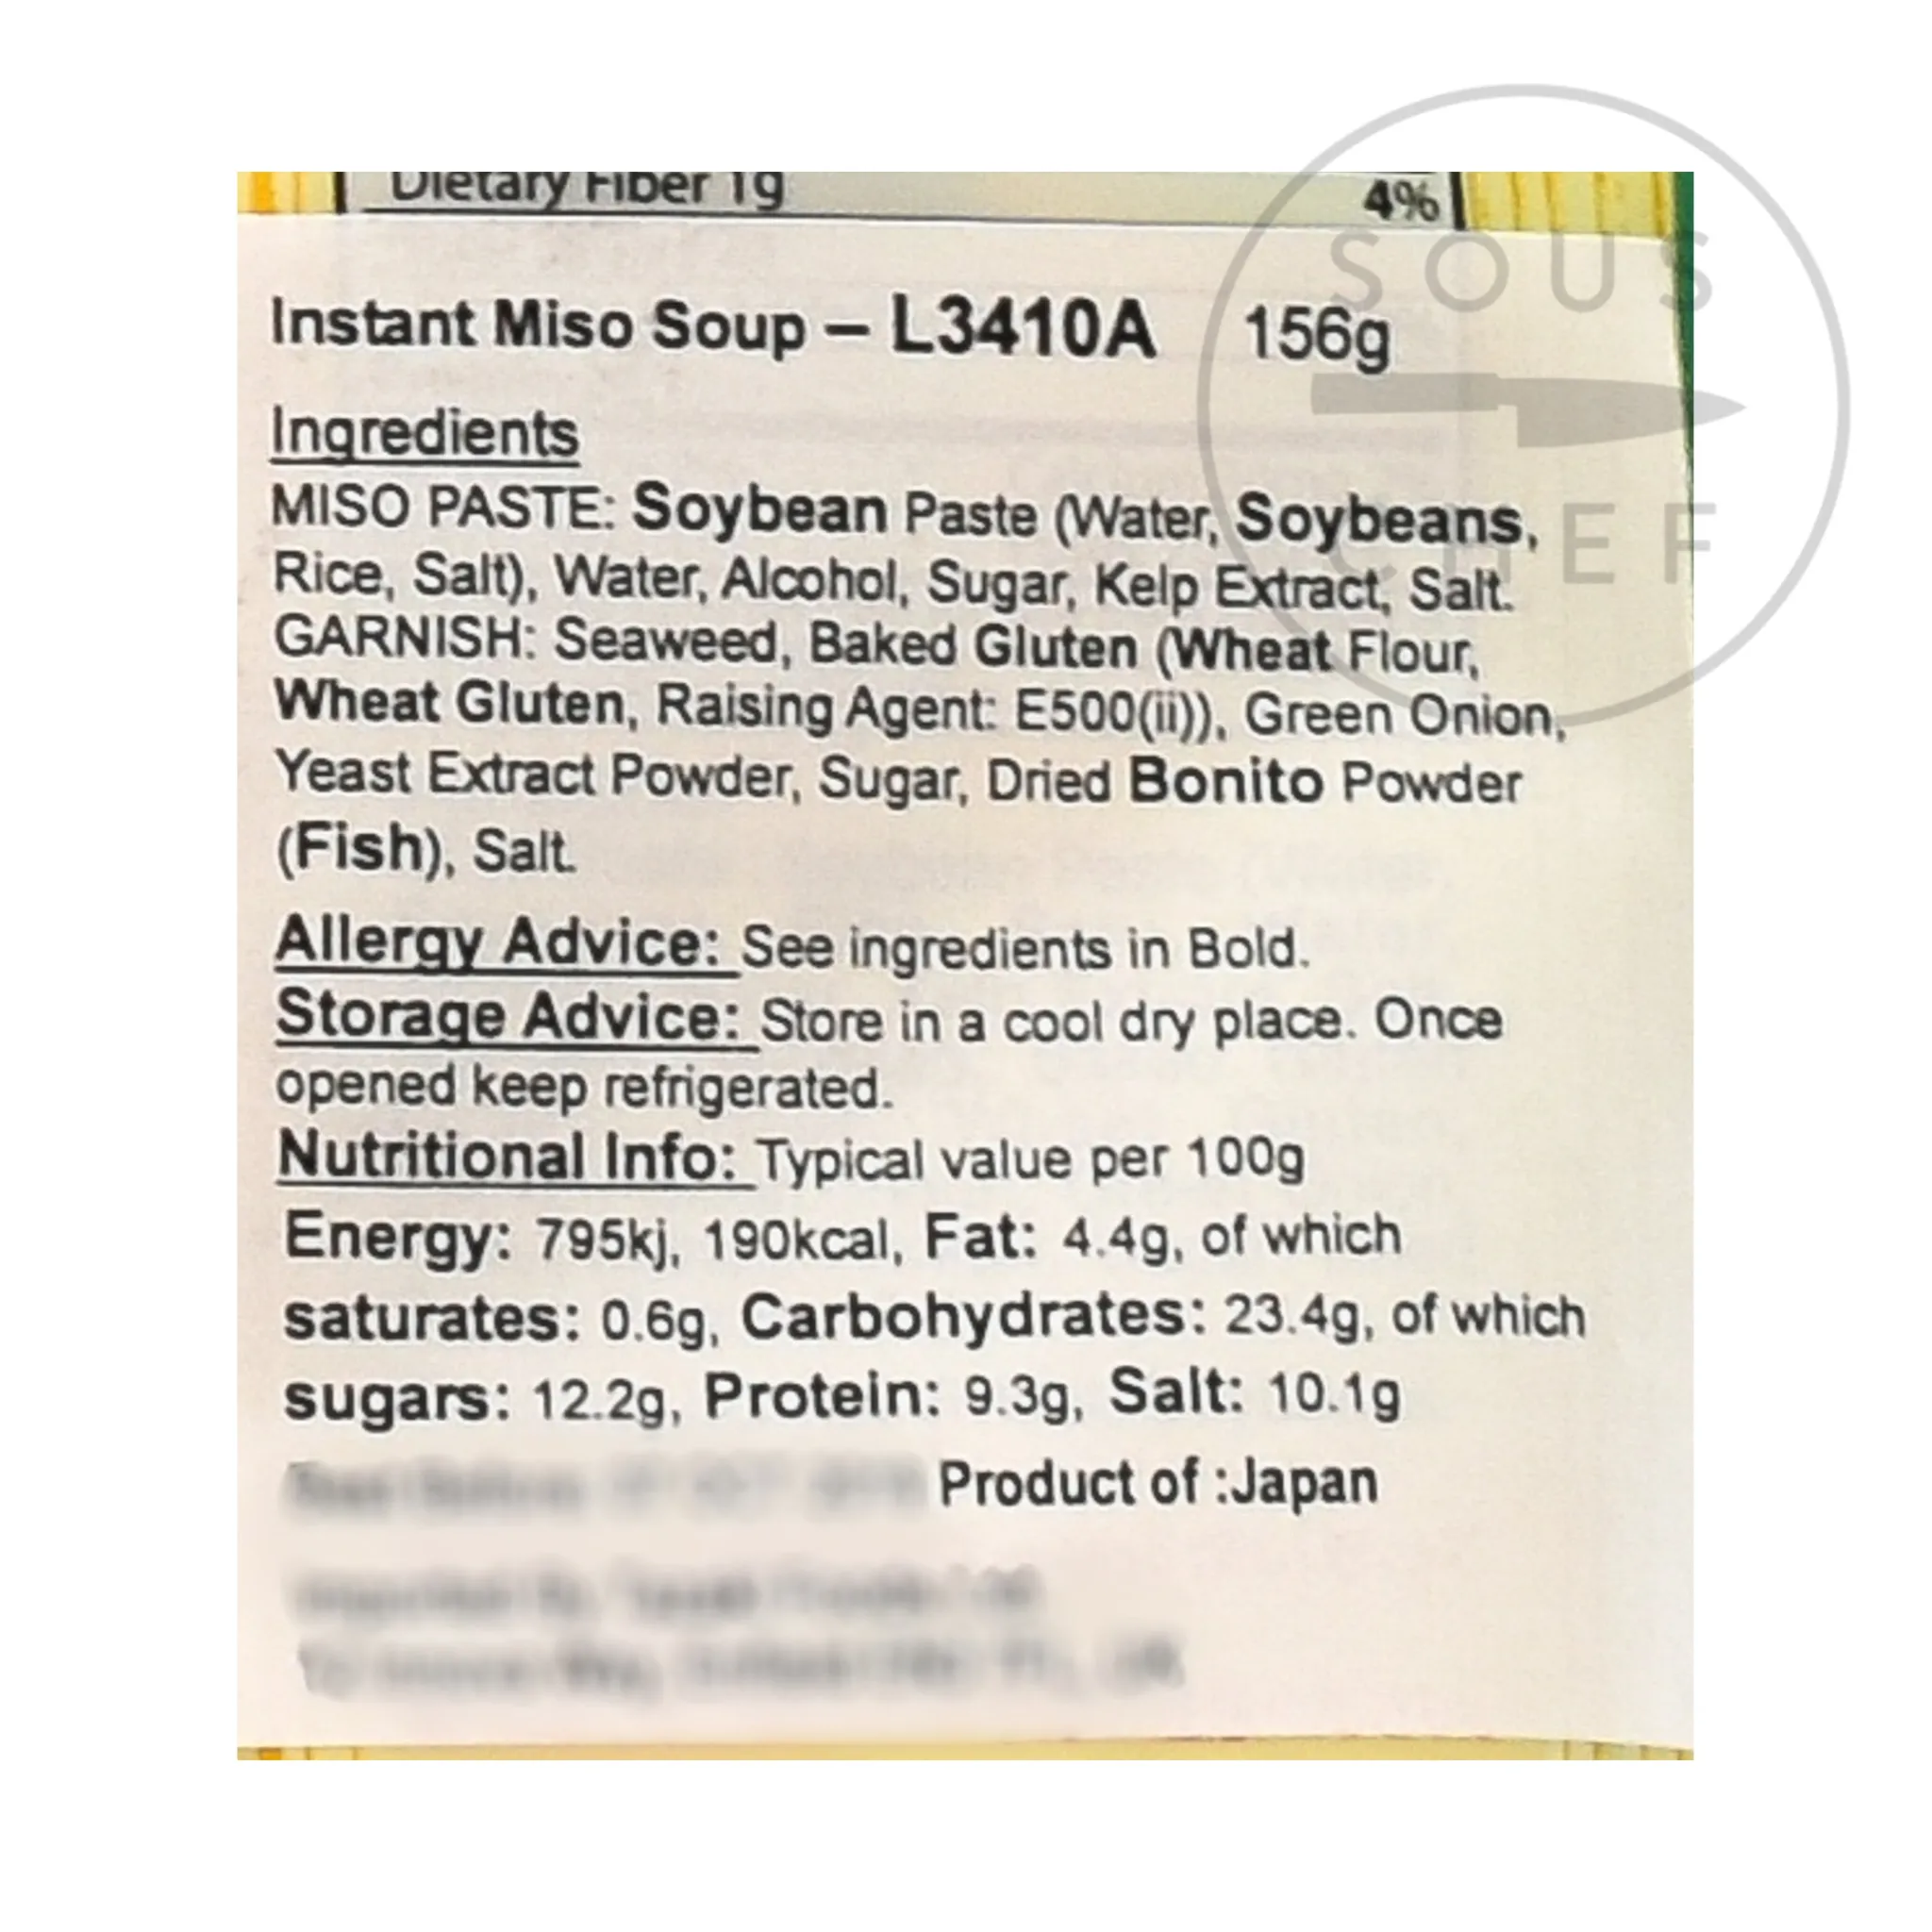 Dietary Fiber 1g 4%
SOUS
CHEF
Instant Miso Soup – L3410A 156g
Ingredients
MISO PASTE: Soybean Paste (Water, Soybeans,
Rice, Salt), Water, Alcohol, Sugar, Kelp Extract, Salt.
GARNISH: Seaweed, Baked Gluten (Wheat Flour,
Wheat Gluten, Raising Agent: E500(ii)), Green Onion,
Yeast Extract Powder, Sugar, Dried Bonito Powder
(Fish), Salt.
Allergy Advice: See ingredients in Bold.
Storage Advice: Store in a cool dry place. Once
opened keep refrigerated.
Nutritional Info: Typical value per 100g
Energy: 795kj, 190kcal, Fat: 4.4g, of which
saturates: 0.6g, Carbohydrates: 23.4g, of which
sugars: 12.2g, Protein: 9.3g, Salt: 10.1g
Product of :Japan